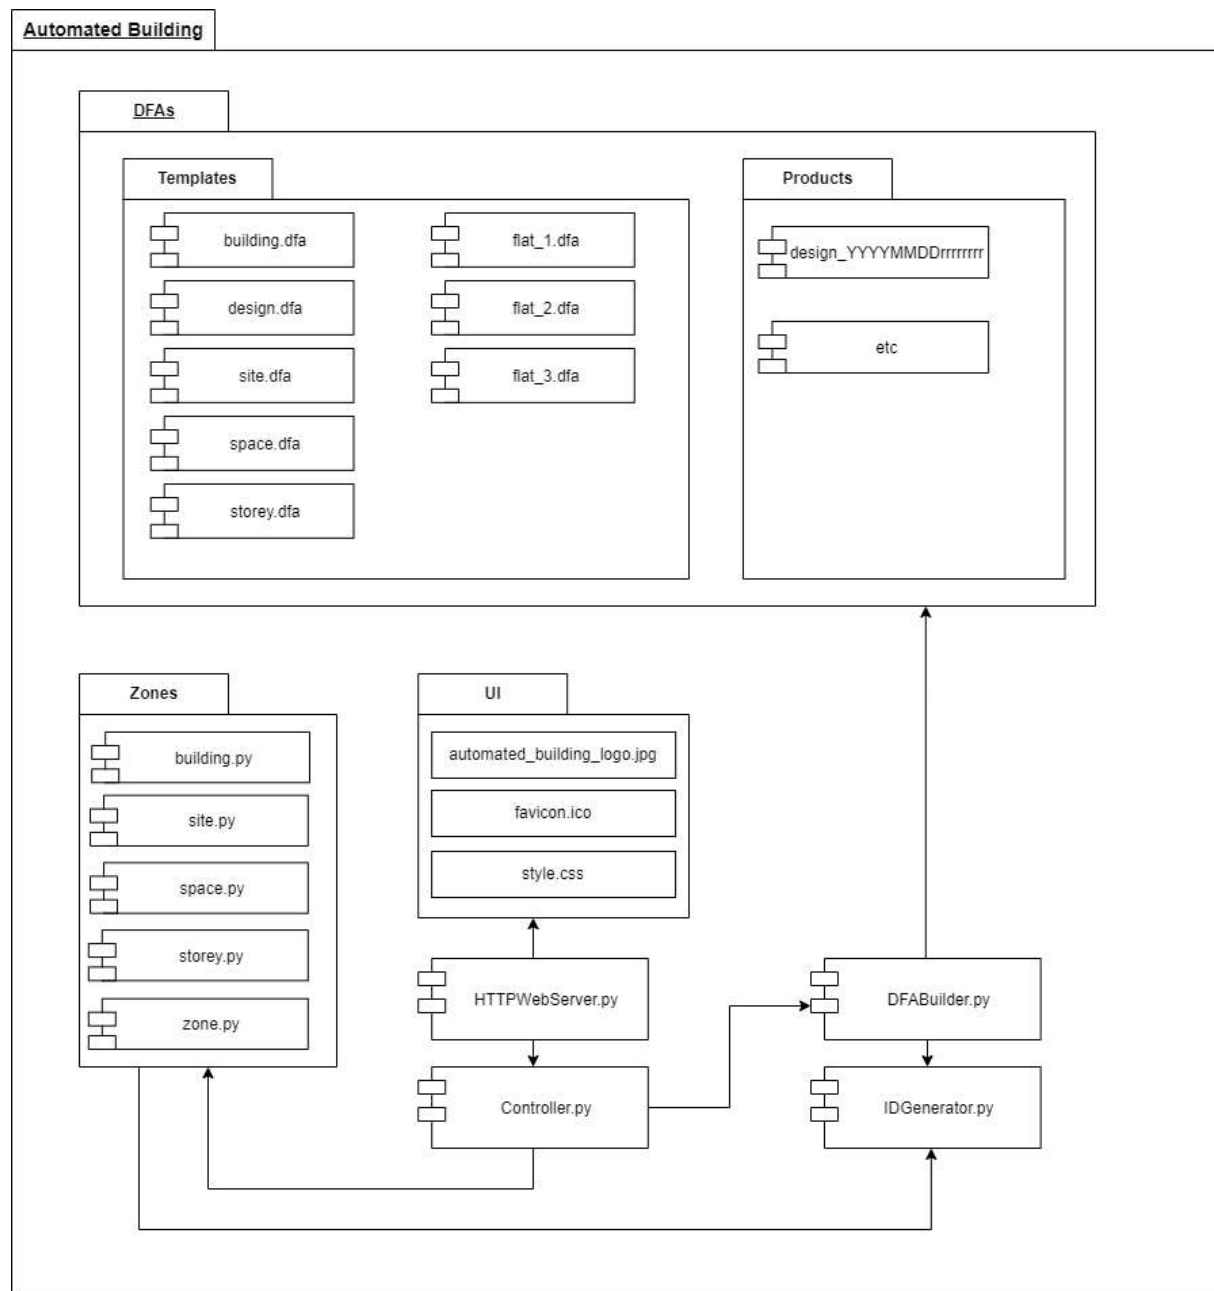 Automated Building
DFAs
Templates
building.dfa
design.dfa
site.dfa
space.dfa
storey.dfa
flat_1.dfa
flat_2.dfa
flat_3.dfa
Products
design_YYYYMMDDrrrrrrrr
etc
Zones
building.py
site.py
space.py
storey.py
zone.py
UI
automated_building_logo.jpg
favicon.ico
style.css
HTTPWebServer.py
Controller.py
DFABuilder.py
IDGenerator.py